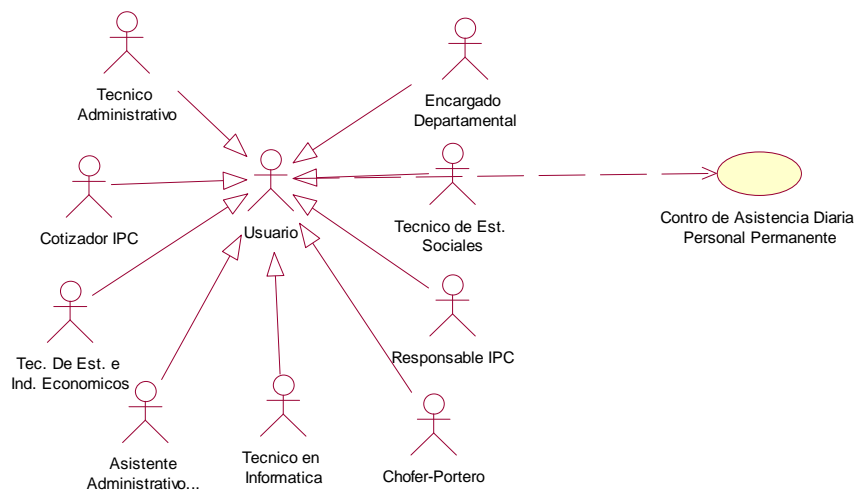 Tecnico
Administrativo
Encargado
Departamental
Cotizador IPC
Usuario
Tecnico de Est.
Sociales
Contro de Asistencia Diaria
Personal Permanente
Tec. De Est. e
Ind. Economicos
Responsable IPC
Asistente
Administrativo...
Tecnico en
Informatica
Chofer-Portero